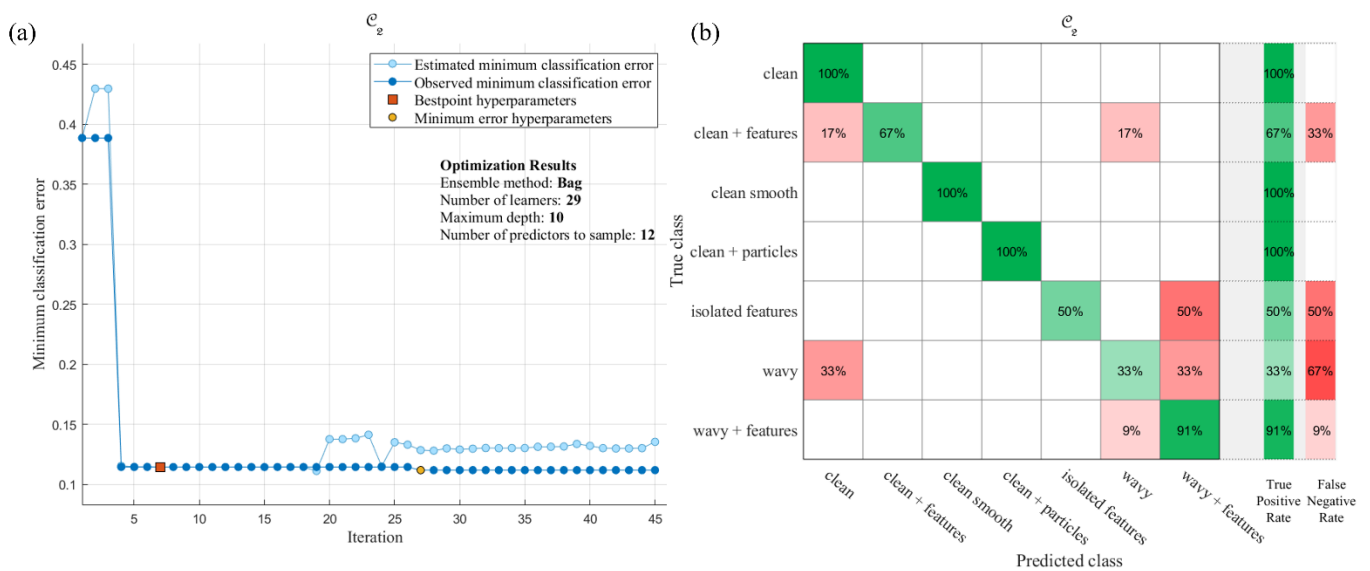 (a)
𝒞₂
0.45
0.4
0.35
0.3
0.25
0.2
0.15
0.1
Minimum classification error
Estimated minimum classification error
Observed minimum classification error
Bestpoint hyperparameters
Minimum error hyperparameters
Optimization Results
Ensemble method: Bag
Number of learners: 29
Maximum depth: 10
Number of predictors to sample: 12
5 10 15 20 25 30 35 40 45
Iteration
(b)
𝒞₂
True class
clean 100% 100%
clean + features 17% 67% 17% 67% 33%
clean smooth 100% 100%
clean + particles 100% 100%
isolated features 50% 50% 50% 50%
wavy 33% 33% 33% 33% 67%
wavy + features 9% 91% 91% 9%
clean
clean + features
clean smooth
clean + particles
isolated features
wavy
wavy + features
True
Positive
Rate
False
Negative
Rate
Predicted class